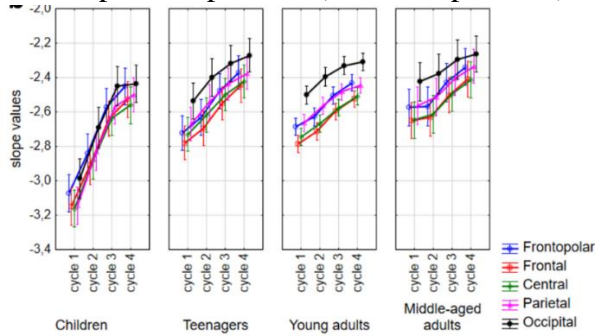 b
-2,0
-2,2
-2,4
-2,6
-2,8
-3,0
-3,2
-3,4
slope values
cycle 1
cycle 2
cycle 3
cycle 4
cycle 1
cycle 2
cycle 3
cycle 4
cycle 1
cycle 2
cycle 3
cycle 4
cycle 1
cycle 2
cycle 3
cycle 4
Children
Teenagers
Young adults
Middle-aged
adults
Frontopolar
Frontal
Central
Parietal
Occipital